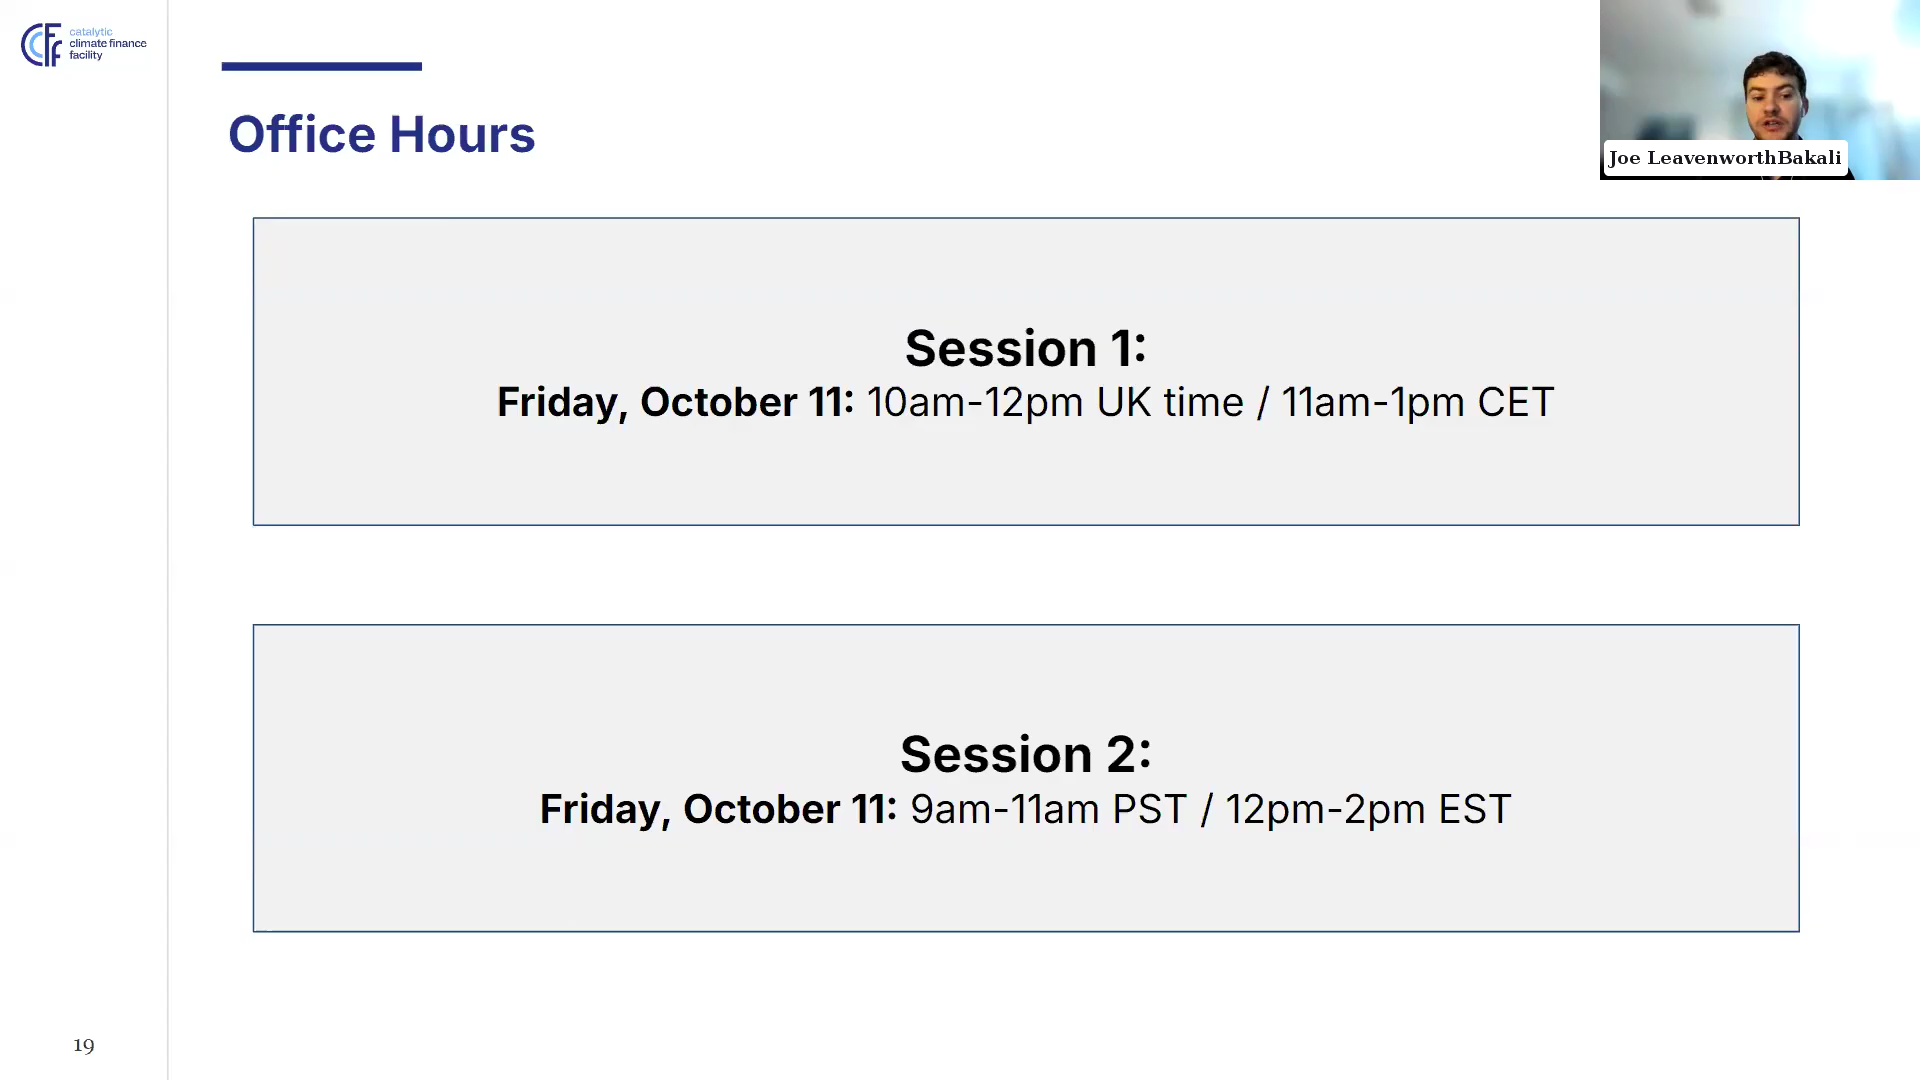 catalytic
climate finance
facility
Office Hours
Joe LeavenworthBakali
Session 1:
Friday, October 11: 10am-12pm UK time / 11am-1pm CET
Session 2:
Friday, October 11: 9am-11am PST / 12pm-2pm EST
19